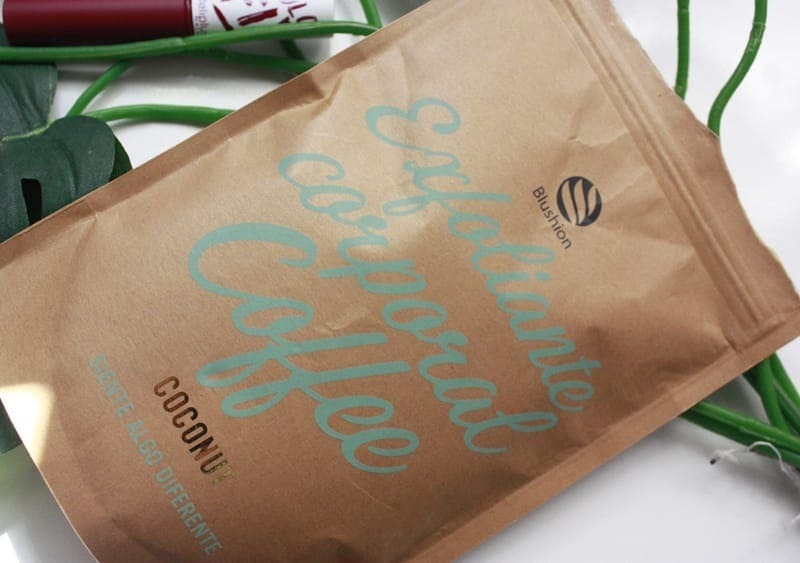 Blushion
Exfoliante
corporal
Coffee
COCONUT
SIENTE ALGO DIFERENTE